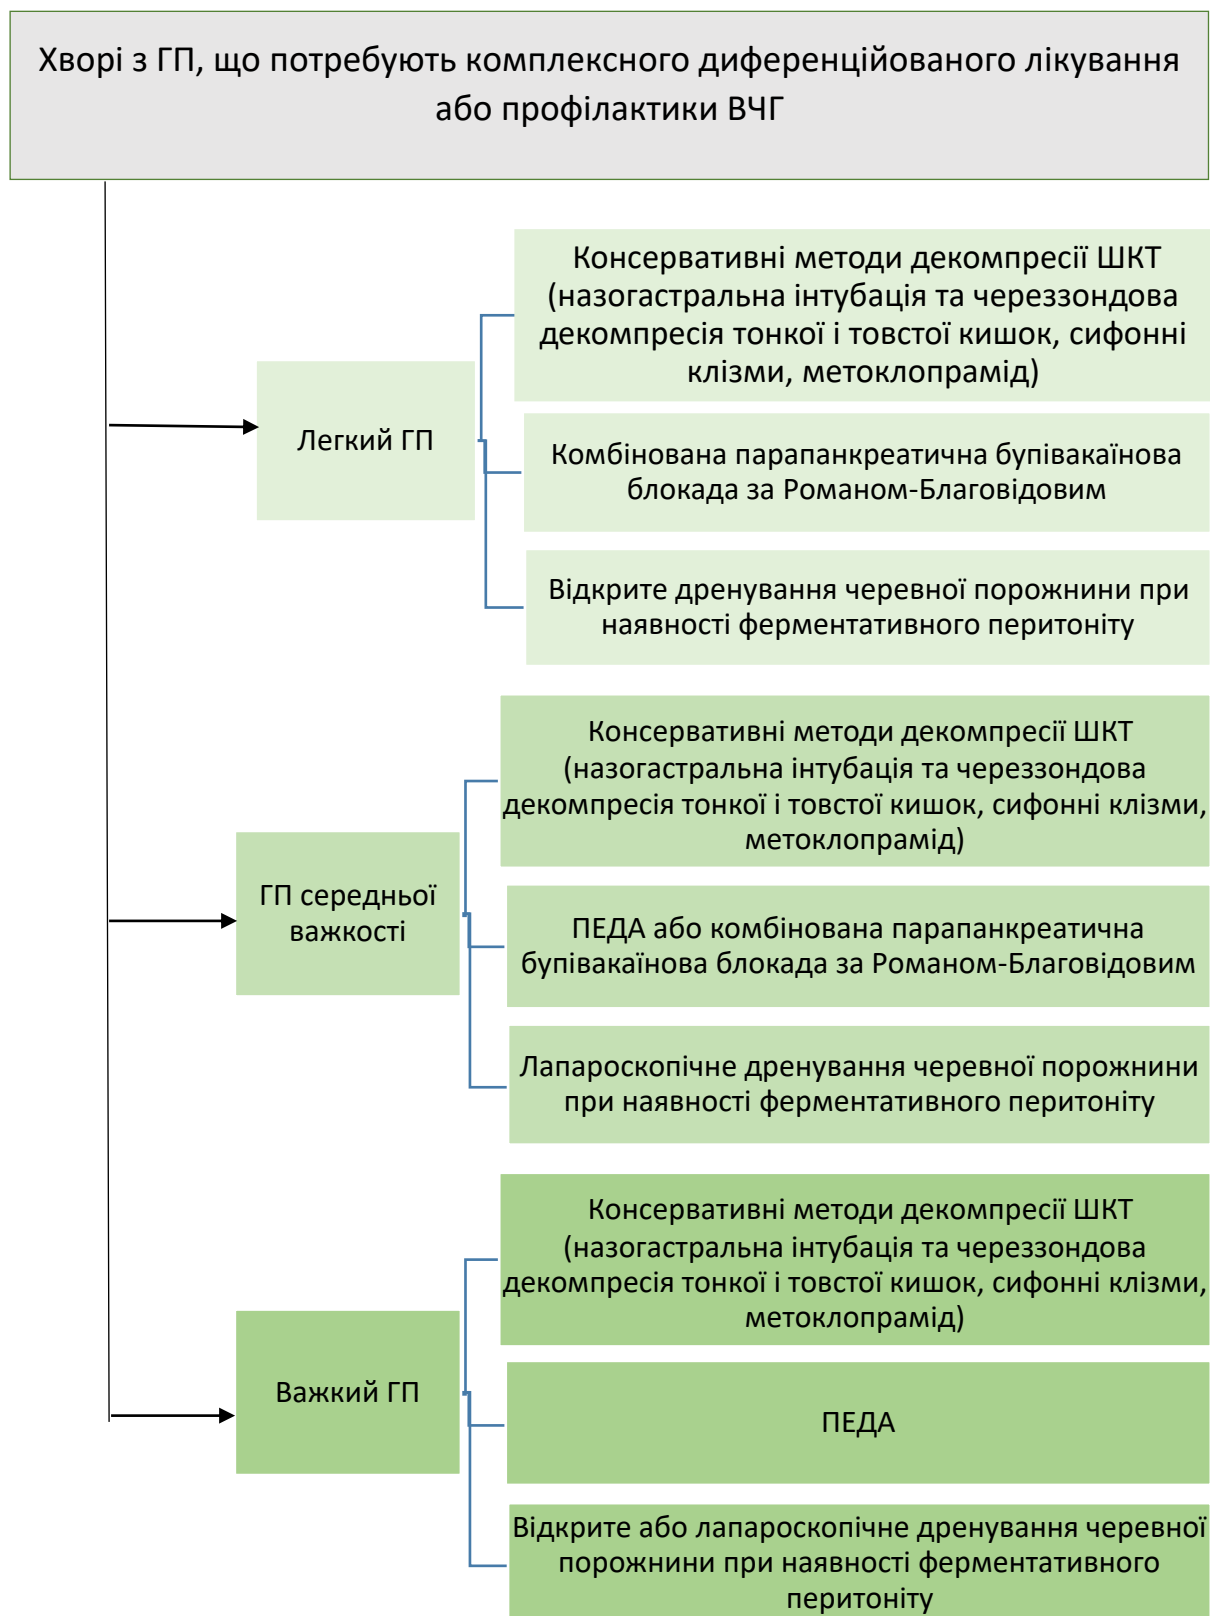 Хворі з ГП, що потребують комплексного диференційованого лікування
або профілактики ВЧГ
Легкий ГП
Консервативні методи декомпресії ШКТ
(назогастральна інтубація та череззондова
декомпресія тонкої і товстої кишок, сифонні
клізми, метоклопрамід)
Комбінована парапанкреатична бупівакаїнова
блокада за Романом-Благовідовим
Відкрите дренування черевної порожнини при
наявності ферментативного перитоніту
ГП середньої
важкості
Консервативні методи декомпресії ШКТ
(назогастральна інтубація та череззондова
декомпресія тонкої і товстої кишок, сифонні клізми,
метоклопрамід)
ПЕДА або комбінована парапанкреатична
бупівакаїнова блокада за Романом-Благовідовим
Лапароскопічне дренування черевної порожнини
при наявності ферментативного перитоніту
Важкий ГП
Консервативні методи декомпресії ШКТ
(назогастральна інтубація та череззондова
декомпресія тонкої і товстої кишок, сифонні клізми,
метоклопрамід)
ПЕДА
Відкрите або лапароскопічне дренування черевної
порожнини при наявності ферментативного
перитоніту